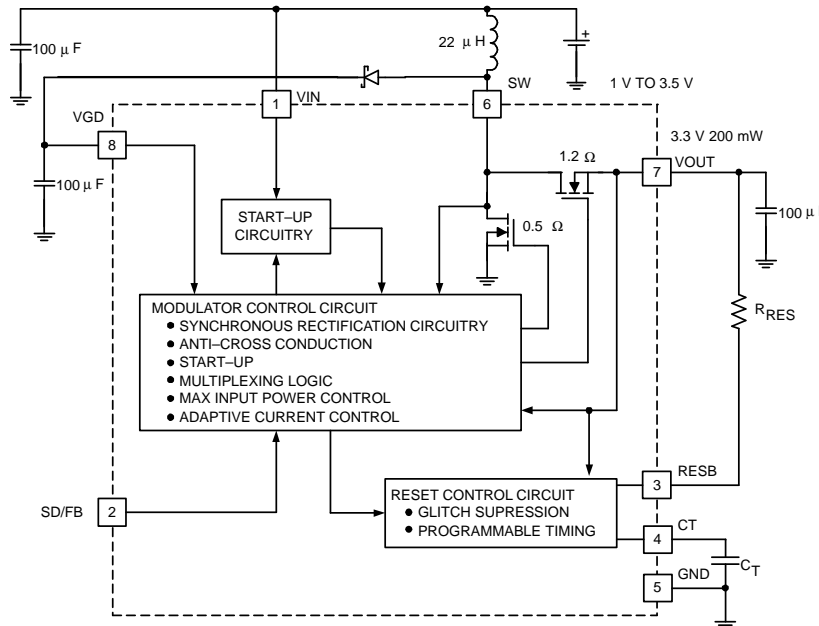 100 μ F
22 μ H
+
SW
1 V TO 3.5 V
1
VIN
6
VGD
8
3.3 V 200 mW
1.2 Ω
VOUT
7
100 μ F
START–UP
CIRCUITRY
0.5 Ω
100 μ
MODULATOR CONTROL CIRCUIT
● SYNCHRONOUS RECTIFICATION CIRCUITRY
● ANTI–CROSS CONDUCTION
● START–UP
● MULTIPLEXING LOGIC
● MAX INPUT POWER CONTROL
● ADAPTIVE CURRENT CONTROL
RRES
RESB
3
SD/FB
2
RESET CONTROL CIRCUIT
● GLITCH SUPRESSION
● PROGRAMMABLE TIMING
CT
4
CT
GND
5